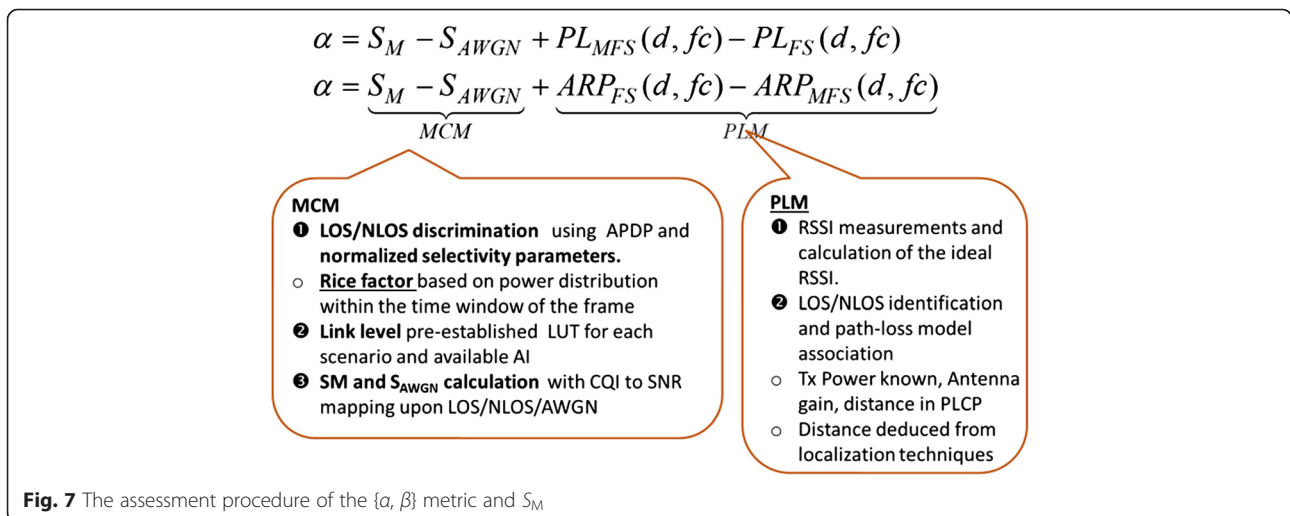 α = S_M − S_AWGN + PL_MFS(d, fc) − PL_FS(d, fc)
α = S_M − S_AWGN + ARP_FS(d, fc) − ARP_MFS(d, fc)
MCM PLM
MCM
❶ LOS/NLOS discrimination using APDP and
normalized selectivity parameters.
○ Rice factor based on power distribution
within the time window of the frame
❷ Link level pre-established LUT for each
scenario and available AI
❸ SM and S_AWGN calculation with CQI to SNR
mapping upon LOS/NLOS/AWGN
PLM
❶ RSSI measurements and
calculation of the ideal
RSSI.
❷ LOS/NLOS identification
and path-loss model
association
○ Tx Power known, Antenna
gain, distance in PLCP
○ Distance deduced from
localization techniques
Fig. 7 The assessment procedure of the {α, β} metric and S_M